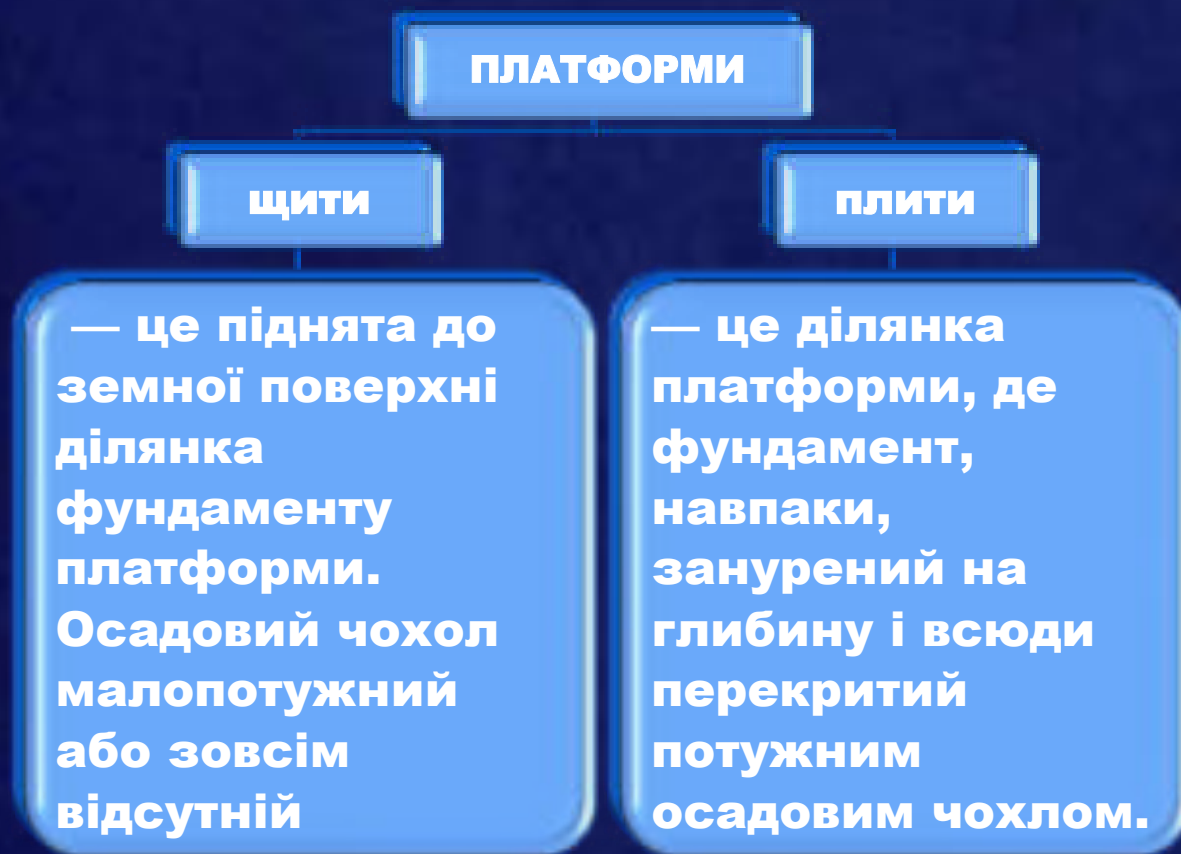 ПЛАТФОРМИ
щити
плити
— це піднята до
земної поверхні
ділянка
фундаменту
платформи.
Осадовий чохол
малопотужний
або зовсім
відсутній
— це ділянка
платформи, де
фундамент,
навпаки,
занурений на
глибину і всюди
перекритий
потужним
осадовим чохлом.